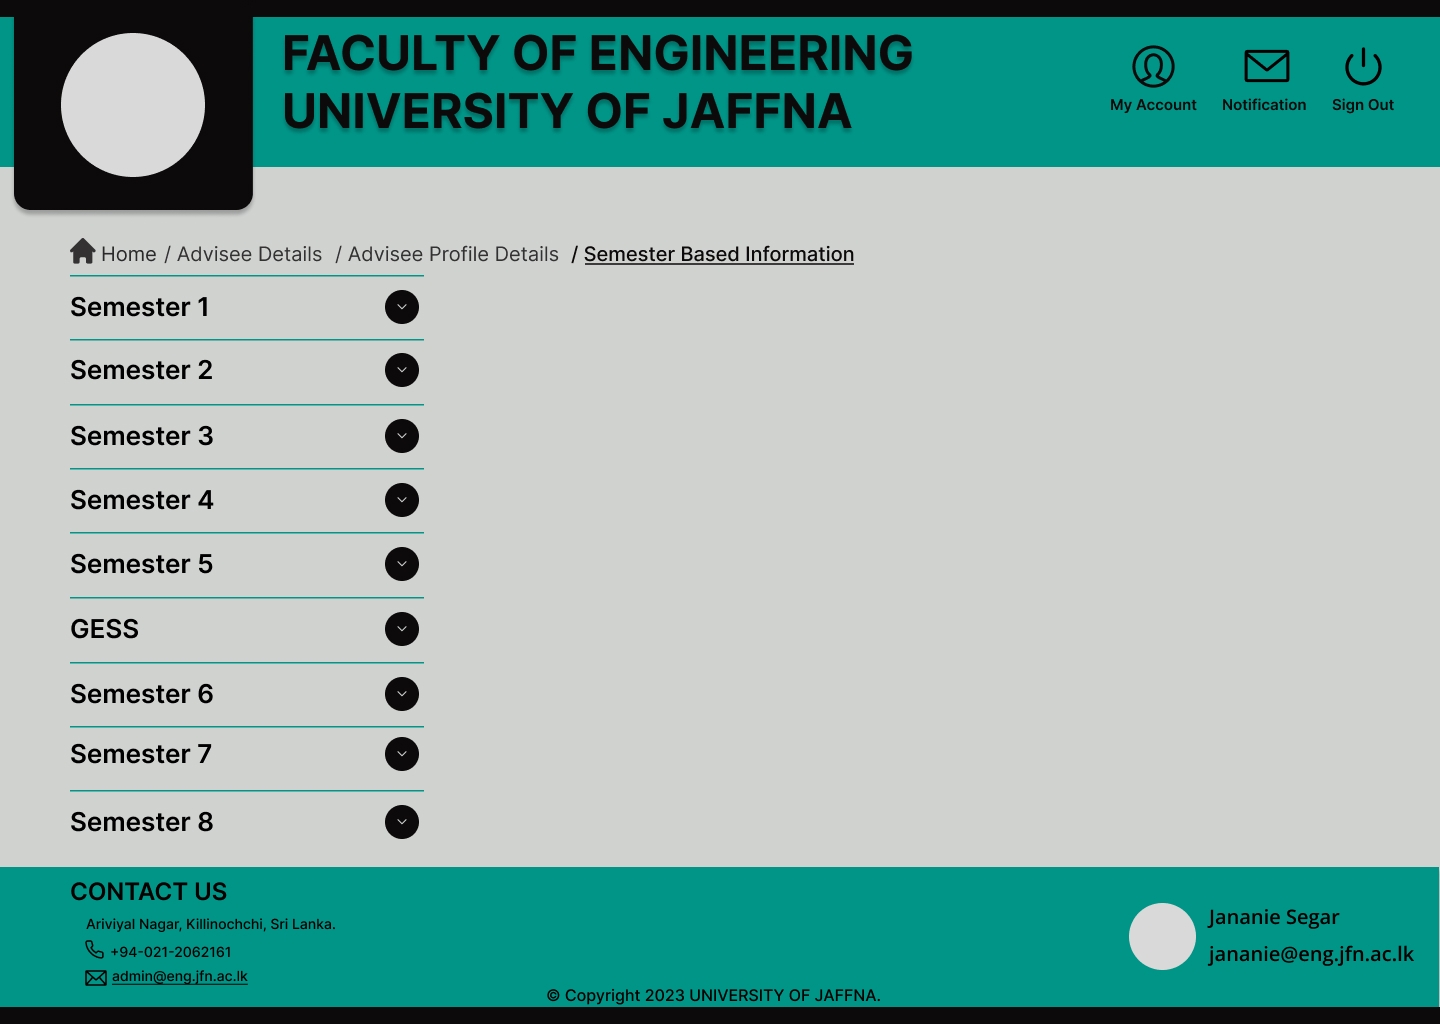 FACULTY OF ENGINEERING
UNIVERSITY OF JAFFNA
My Account Notification Sign Out
Home / Advisee Details / Advisee Profile Details / Semester Based Information
Semester 1
Semester 2
Semester 3
Semester 4
Semester 5
GESS
Semester 6
Semester 7
Semester 8
CONTACT US
Ariviyal Nagar, Killinochchi, Sri Lanka.
+94-021-2062161
admin@eng.jfn.ac.lk
Jananie Segar
jananie@eng.jfn.ac.lk
© Copyright 2023 UNIVERSITY OF JAFFNA.